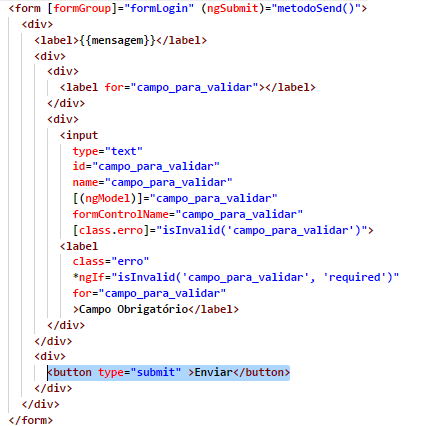 <form [formGroup]="formLogin" (ngSubmit)="metodoSend()">
<div>
<label>{{mensagem}}</label>
<div>
<div>
<label for="campo_para_validar"></label>
</div>
<div>
<input
type="text"
id="campo_para_validar"
name="campo_para_validar"
[(ngModel)]="campo_para_validar"
formControlName="campo_para_validar"
[class.erro]="isInvalid('campo_para_validar')">
<label
class="erro"
*ngIf="isInvalid('campo_para_validar', 'required')"
for="campo_para_validar"
>Campo Obrigatório</label>
</div>
</div>
<div>
<button type="submit" >Enviar</button>
</div>
</div>
</form>